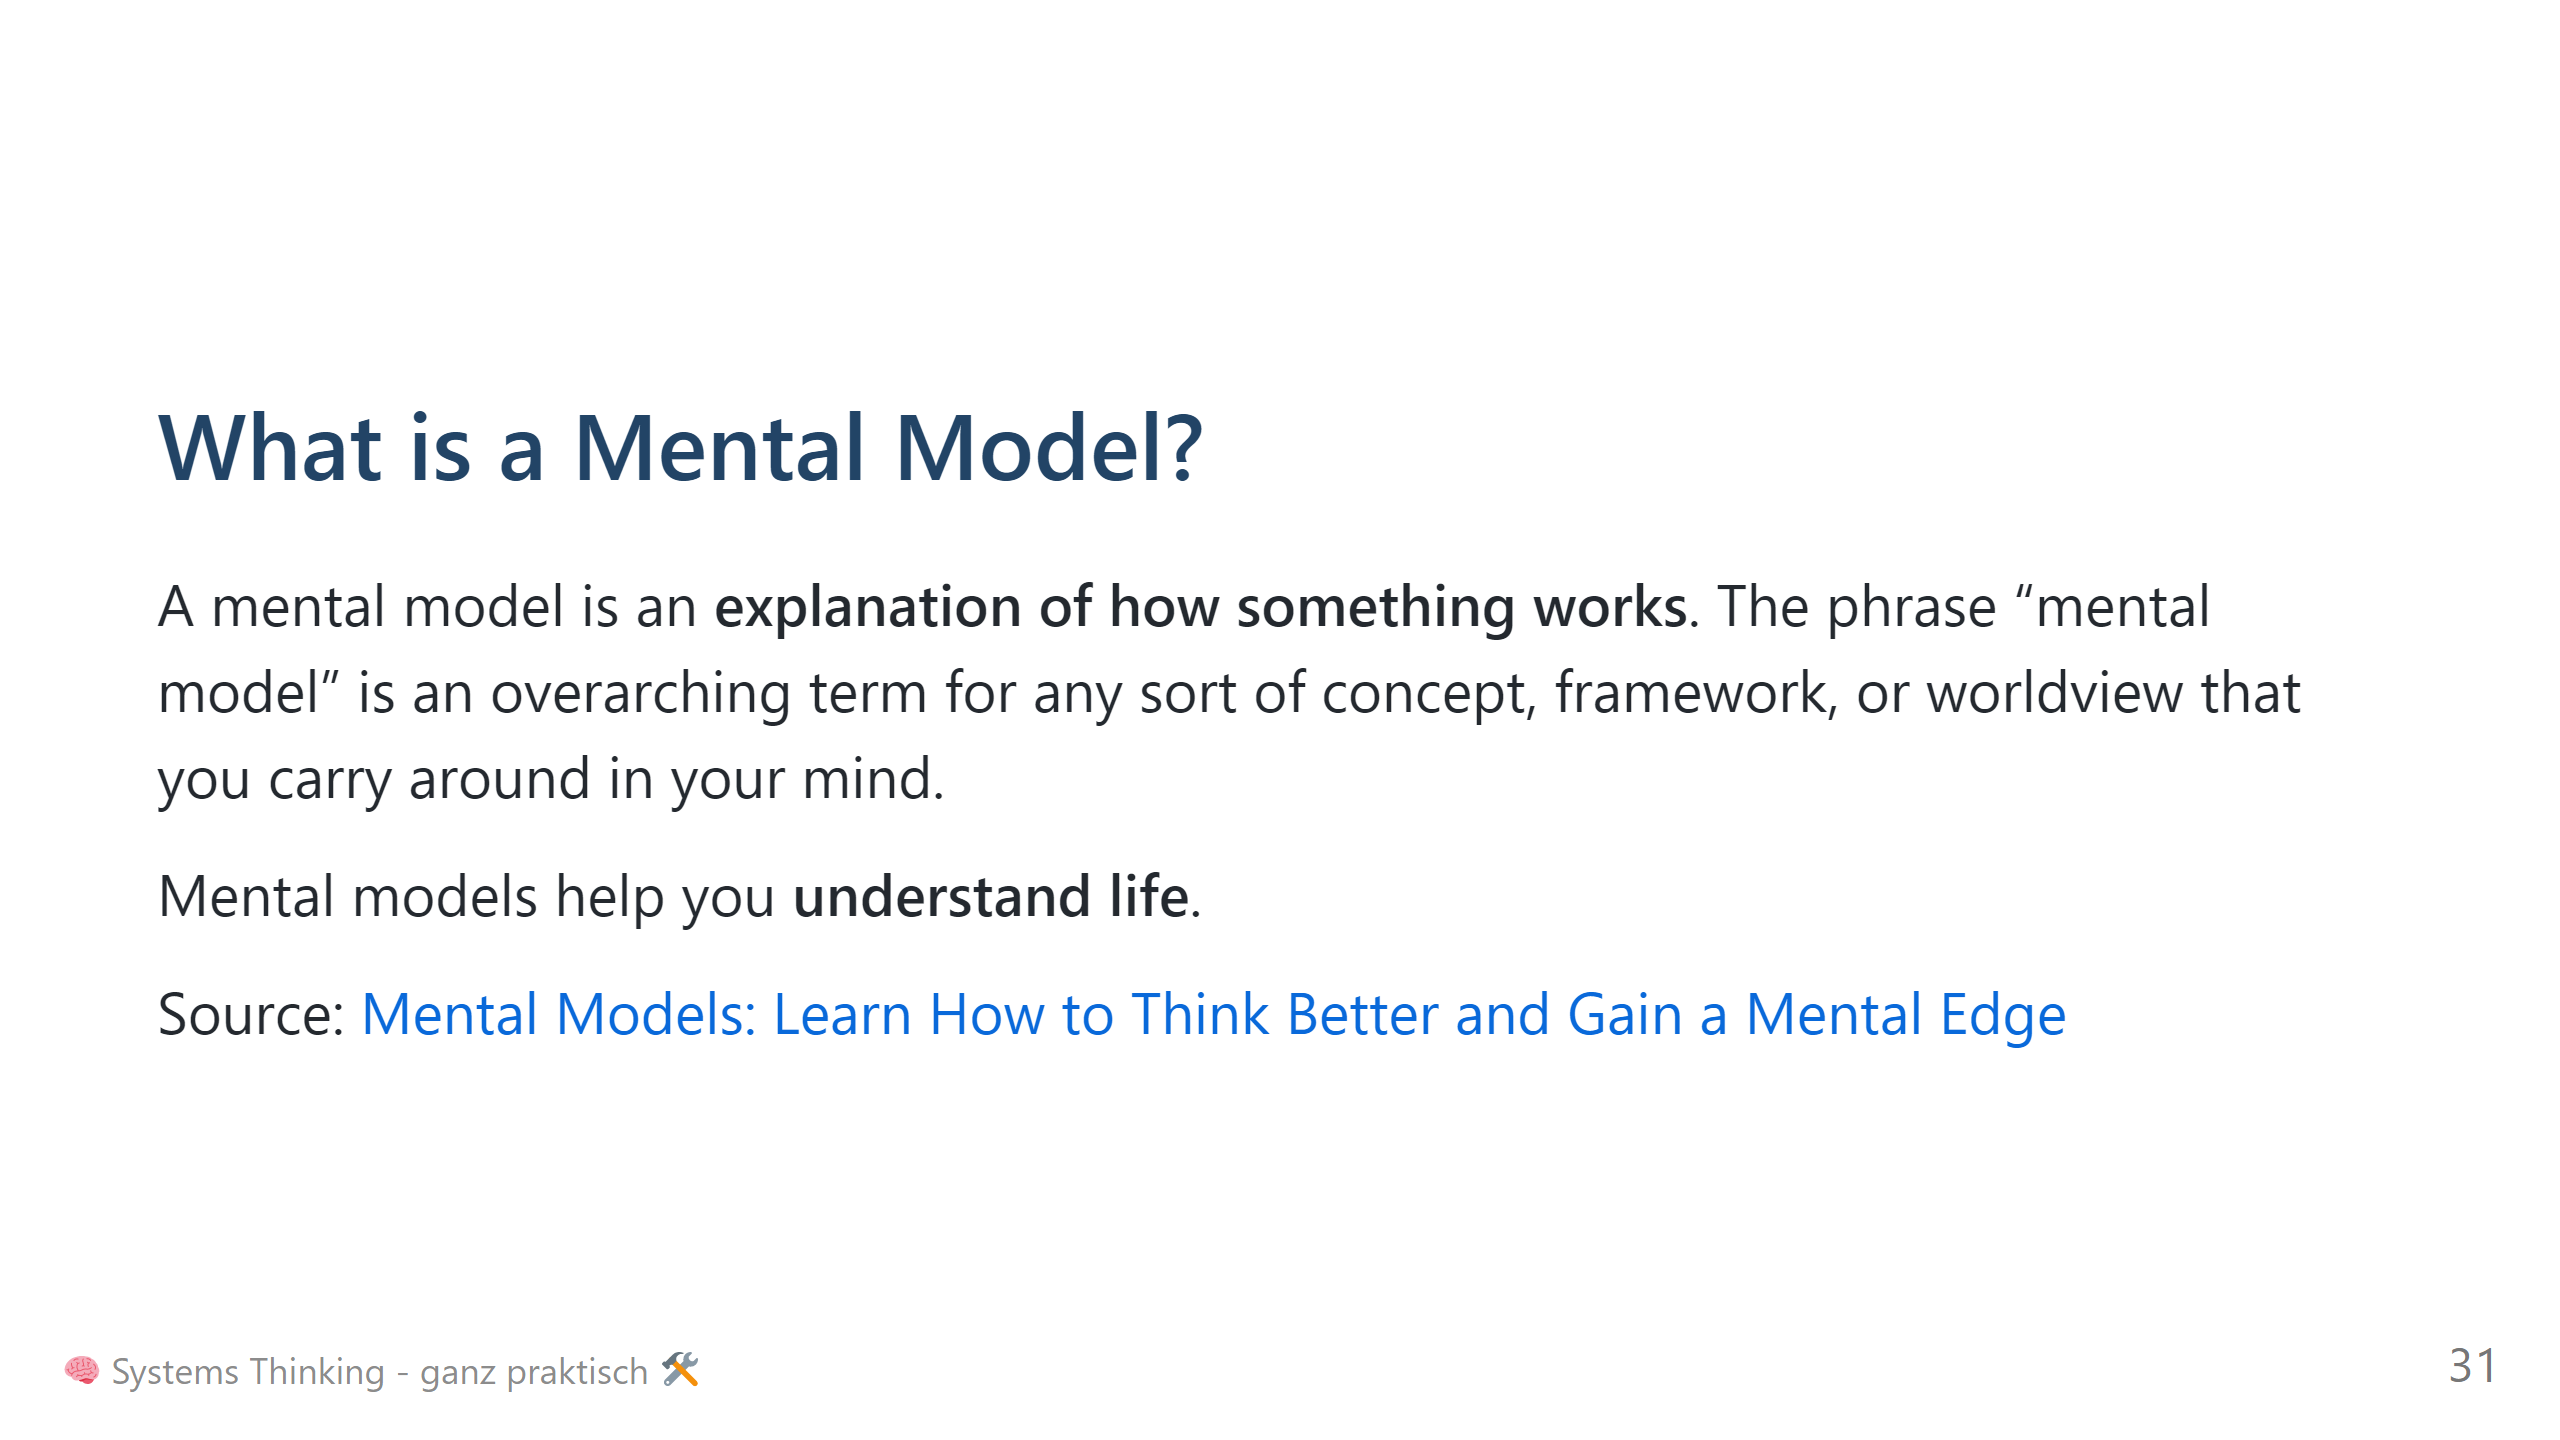 What is a Mental Model?
A mental model is an explanation of how something works. The phrase “mental
model” is an overarching term for any sort of concept, framework, or worldview that
you carry around in your mind.
Mental models help you understand life.
Source: Mental Models: Learn How to Think Better and Gain a Mental Edge
🧠 Systems Thinking - ganz praktisch 🛠️
31